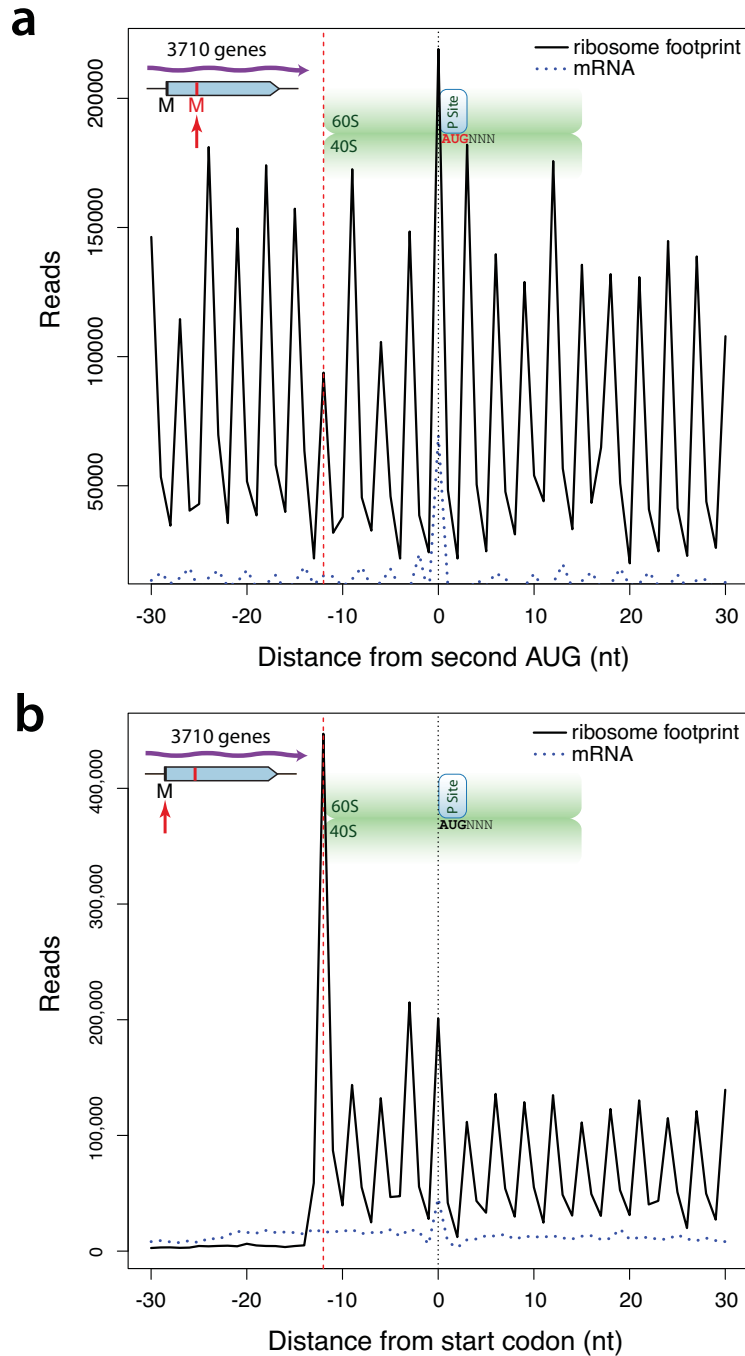 a
3710 genes
M
M
ribosome footprint
mRNA
60S
40S
P Site
AUGNNN
Reads
200000
150000
100000
50000
-30
-20
-10
0
10
20
30
Distance from second AUG (nt)
b
3710 genes
M
ribosome footprint
mRNA
60S
40S
P Site
AUGNNN
Reads
400,000
300,000
200,000
100,000
0
-30
-20
-10
0
10
20
30
Distance from start codon (nt)